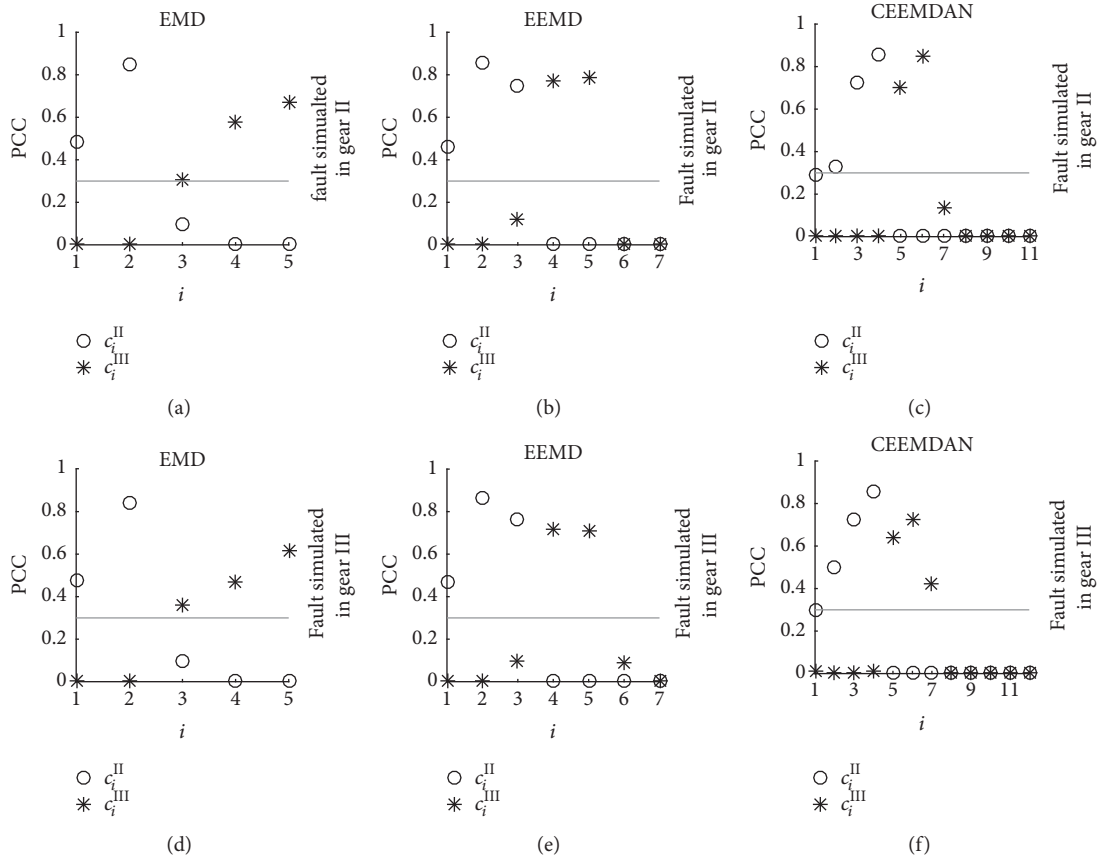 EMD
1
0.8
0.6
0.4
0.2
0
PCC
1 2 3 4 5
i
fault simualted
in gear II
c_i^II
c_i^III
(a)
EEMD
1
0.8
0.6
0.4
0.2
0
PCC
1 2 3 4 5 6 7
i
Fault simulated
in gear II
c_i^II
c_i^III
(b)
CEEMDAN
1
0.8
0.6
0.4
0.2
0
PCC
1 3 5 7 9 11
i
Fault simulated
in gear II
c_i^II
c_i^III
(c)
EMD
1
0.8
0.6
0.4
0.2
0
PCC
1 2 3 4 5
i
Fault simulated
in gear III
c_i^II
c_i^III
(d)
EEMD
1
0.8
0.6
0.4
0.2
0
PCC
1 2 3 4 5 6 7
i
Fault simulated
in gear III
c_i^II
c_i^III
(e)
CEEMDAN
1
0.8
0.6
0.4
0.2
0
PCC
1 3 5 7 9 11
i
Fault simulated
in gear III
c_i^II
c_i^III
(f)